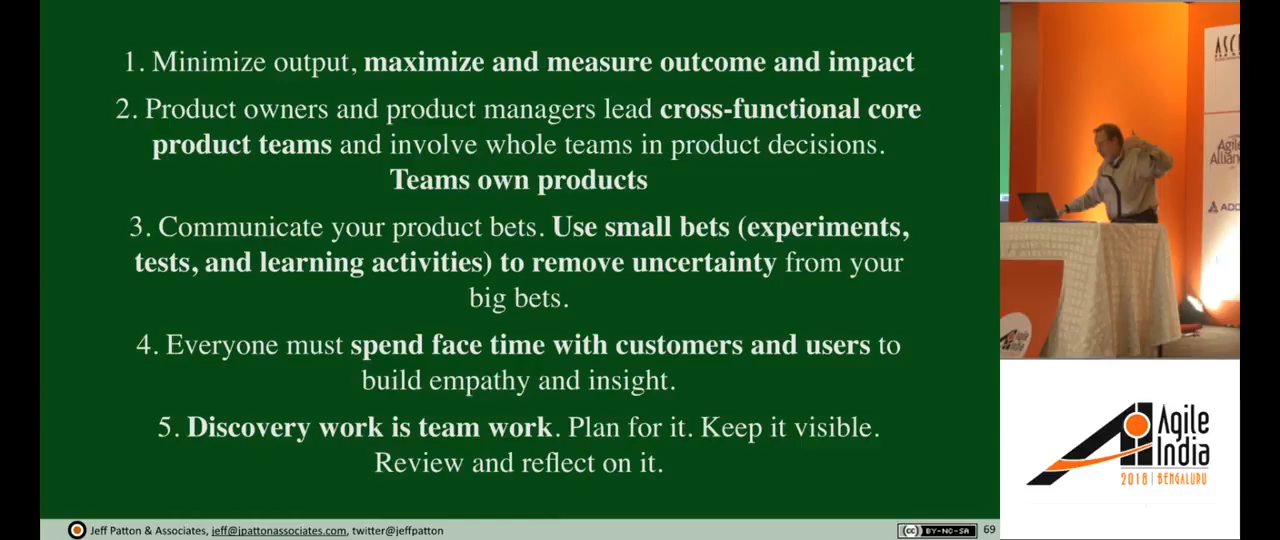 1. Minimize output, maximize and measure outcome and impact
2. Product owners and product managers lead cross-functional core
product teams and involve whole teams in product decisions.
Teams own products
3. Communicate your product bets. Use small bets (experiments,
tests, and learning activities) to remove uncertainty from your
big bets.
4. Everyone must spend face time with customers and users to
build empathy and insight.
5. Discovery work is team work. Plan for it. Keep it visible.
Review and reflect on it.
Jeff Patton & Associates, jeff@jpattonassociates.com, twitter@jeffpatton
cc BY-NC-SA 69
Agile
India
2018 | BENGALURU